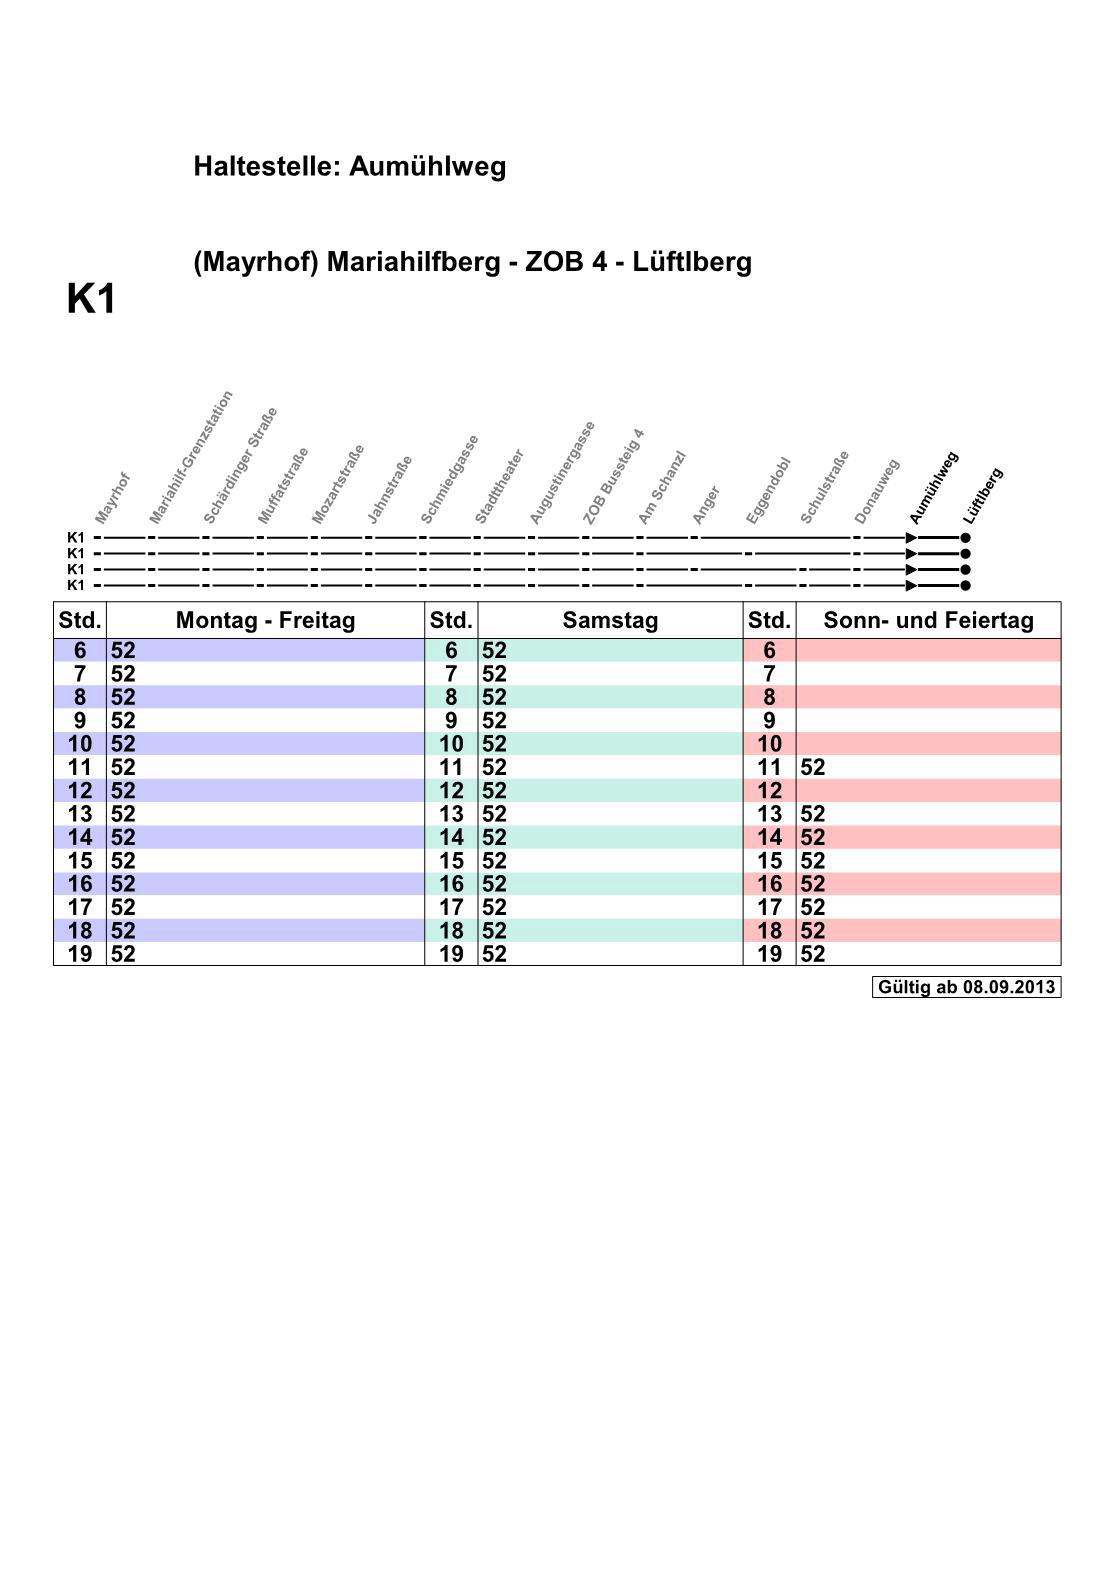 Haltestelle: Aumühlweg
(Mayrhof) Mariahilfberg - ZOB 4 - Lüftlberg
K1
Mayrhof
Mariahilf-Grenzstation
Schärdinger Straße
Muffatstraße
Mozartstraße
Jahnstraße
Schmiedgasse
Stadttheater
Augustinergasse
ZOB Bussteig 4
Am Schanzl
Anger
Eggendobl
Schulstraße
Donauweg
Aumühlweg
Lüftlberg
K1
K1
K1
K1
Std. Montag - Freitag Std. Samstag Std. Sonn- und Feiertag
6 52 6 52 6
7 52 7 52 7
8 52 8 52 8
9 52 9 52 9
10 52 10 52 10
11 52 11 52 11 52
12 52 12 52 12
13 52 13 52 13 52
14 52 14 52 14 52
15 52 15 52 15 52
16 52 16 52 16 52
17 52 17 52 17 52
18 52 18 52 18 52
19 52 19 52 19 52
Gültig ab 08.09.2013